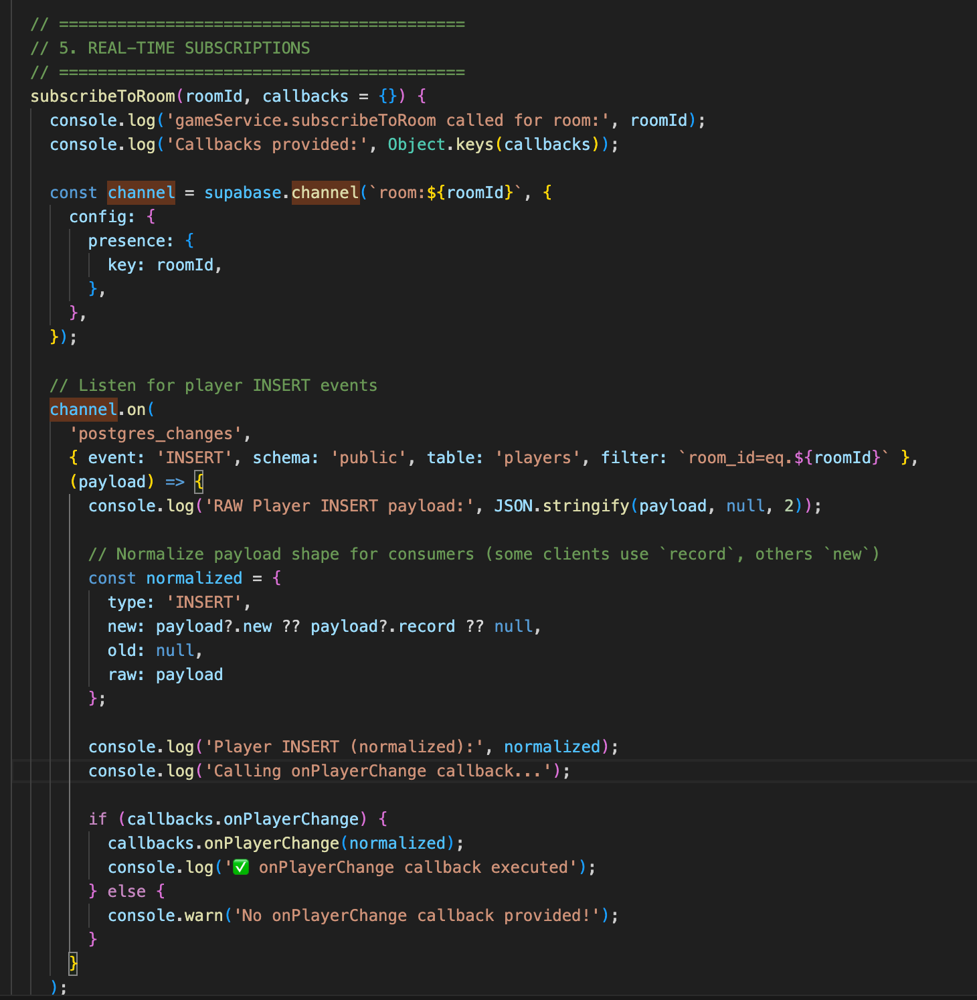 // ==========================================
// 5. REAL-TIME SUBSCRIPTIONS
// ==========================================
subscribeToRoom(roomId, callbacks = {}) {
  console.log('gameService.subscribeToRoom called for room:', roomId);
  console.log('Callbacks provided:', Object.keys(callbacks));

  const channel = supabase.channel(`room:${roomId}`, {
    config: {
      presence: {
        key: roomId,
      },
    },
  });

  // Listen for player INSERT events
  channel.on(
    'postgres_changes',
    { event: 'INSERT', schema: 'public', table: 'players', filter: `room_id=eq.${roomId}` },
    (payload) => {
      console.log('RAW Player INSERT payload:', JSON.stringify(payload, null, 2));

      // Normalize payload shape for consumers (some clients use `record`, others `new`)
      const normalized = {
        type: 'INSERT',
        new: payload?.new ?? payload?.record ?? null,
        old: null,
        raw: payload
      };

      console.log('Player INSERT (normalized):', normalized);
      console.log('Calling onPlayerChange callback...');

      if (callbacks.onPlayerChange) {
        callbacks.onPlayerChange(normalized);
        console.log('✅ onPlayerChange callback executed');
      } else {
        console.warn('No onPlayerChange callback provided!');
      }
    }
  );